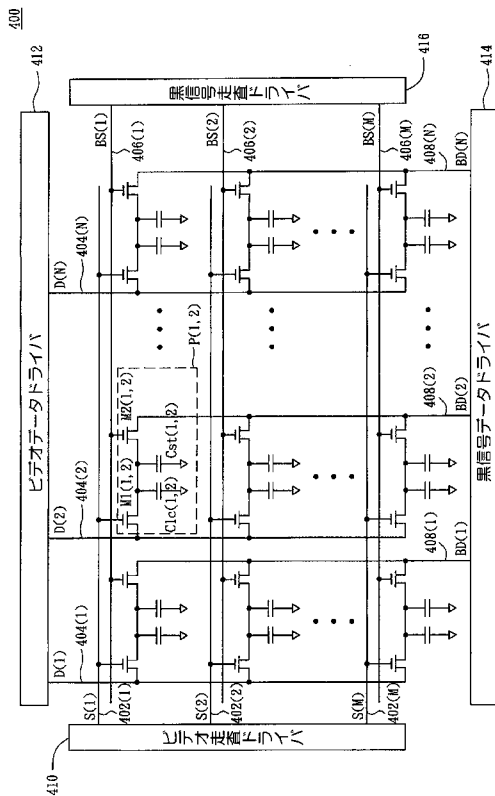 400
412
ビデオデータドライバ
D(1)
404(1)
D(2)
404(2)
D(N)
404(N)
410
ビデオ走査ドライバ
S(1)
402(1)
S(2)
402(2)
S(M)
402(M)
M1(1,2)
M2(1,2)
Clc(1,2)
Cst(1,2)
P(1,2)
黒信号走査ドライバ
416
BS(1)
406(1)
BS(2)
406(2)
BS(M)
406(M)
408(1)
BD(1)
408(2)
BD(2)
408(N)
BD(N)
黒信号データドライバ
414